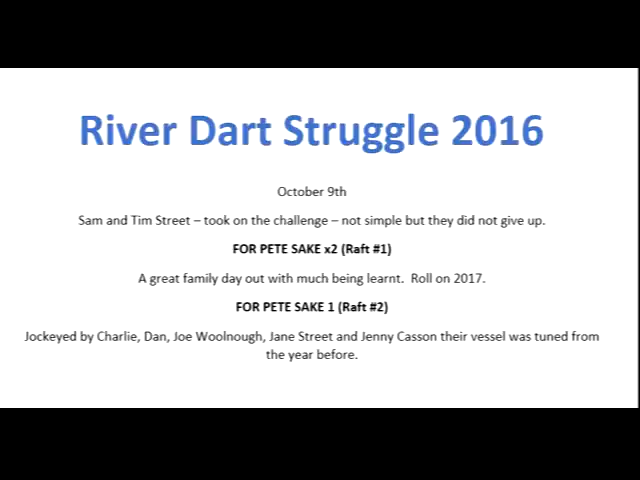 River Dart Struggle 2016
October 9th
Sam and Tim Street – took on the challenge – not simple but they did not give up.
FOR PETE SAKE x2 (Raft #1)
A great family day out with much being learnt.  Roll on 2017.
FOR PETE SAKE 1 (Raft #2)
Jockeyed by Charlie, Dan, Joe Woolnough, Jane Street and Jenny Casson their vessel was tuned from
the year before.